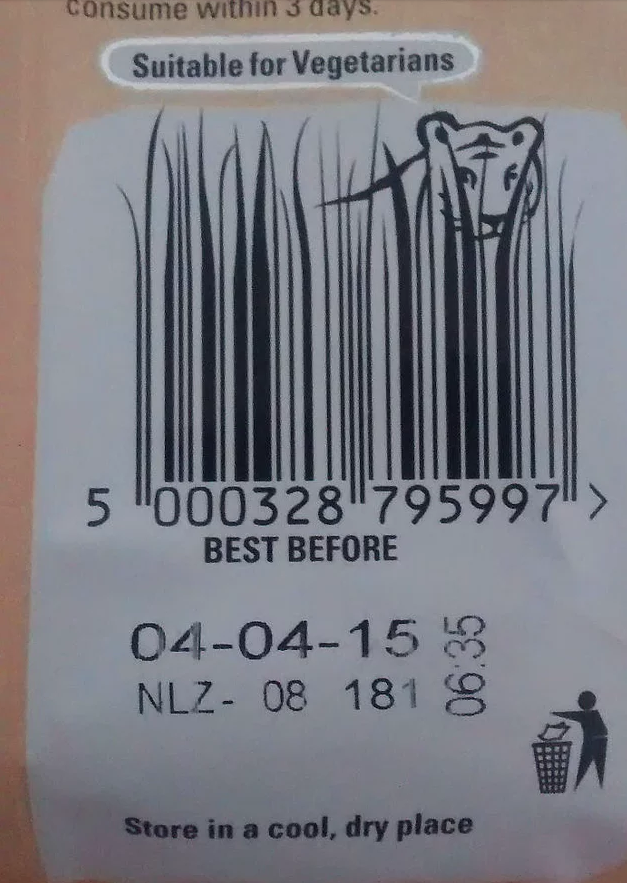 consume within 3 days.
Suitable for Vegetarians
5 000328 795997 >
BEST BEFORE
04-04-15 06:35
NLZ- 08 181
Store in a cool, dry place